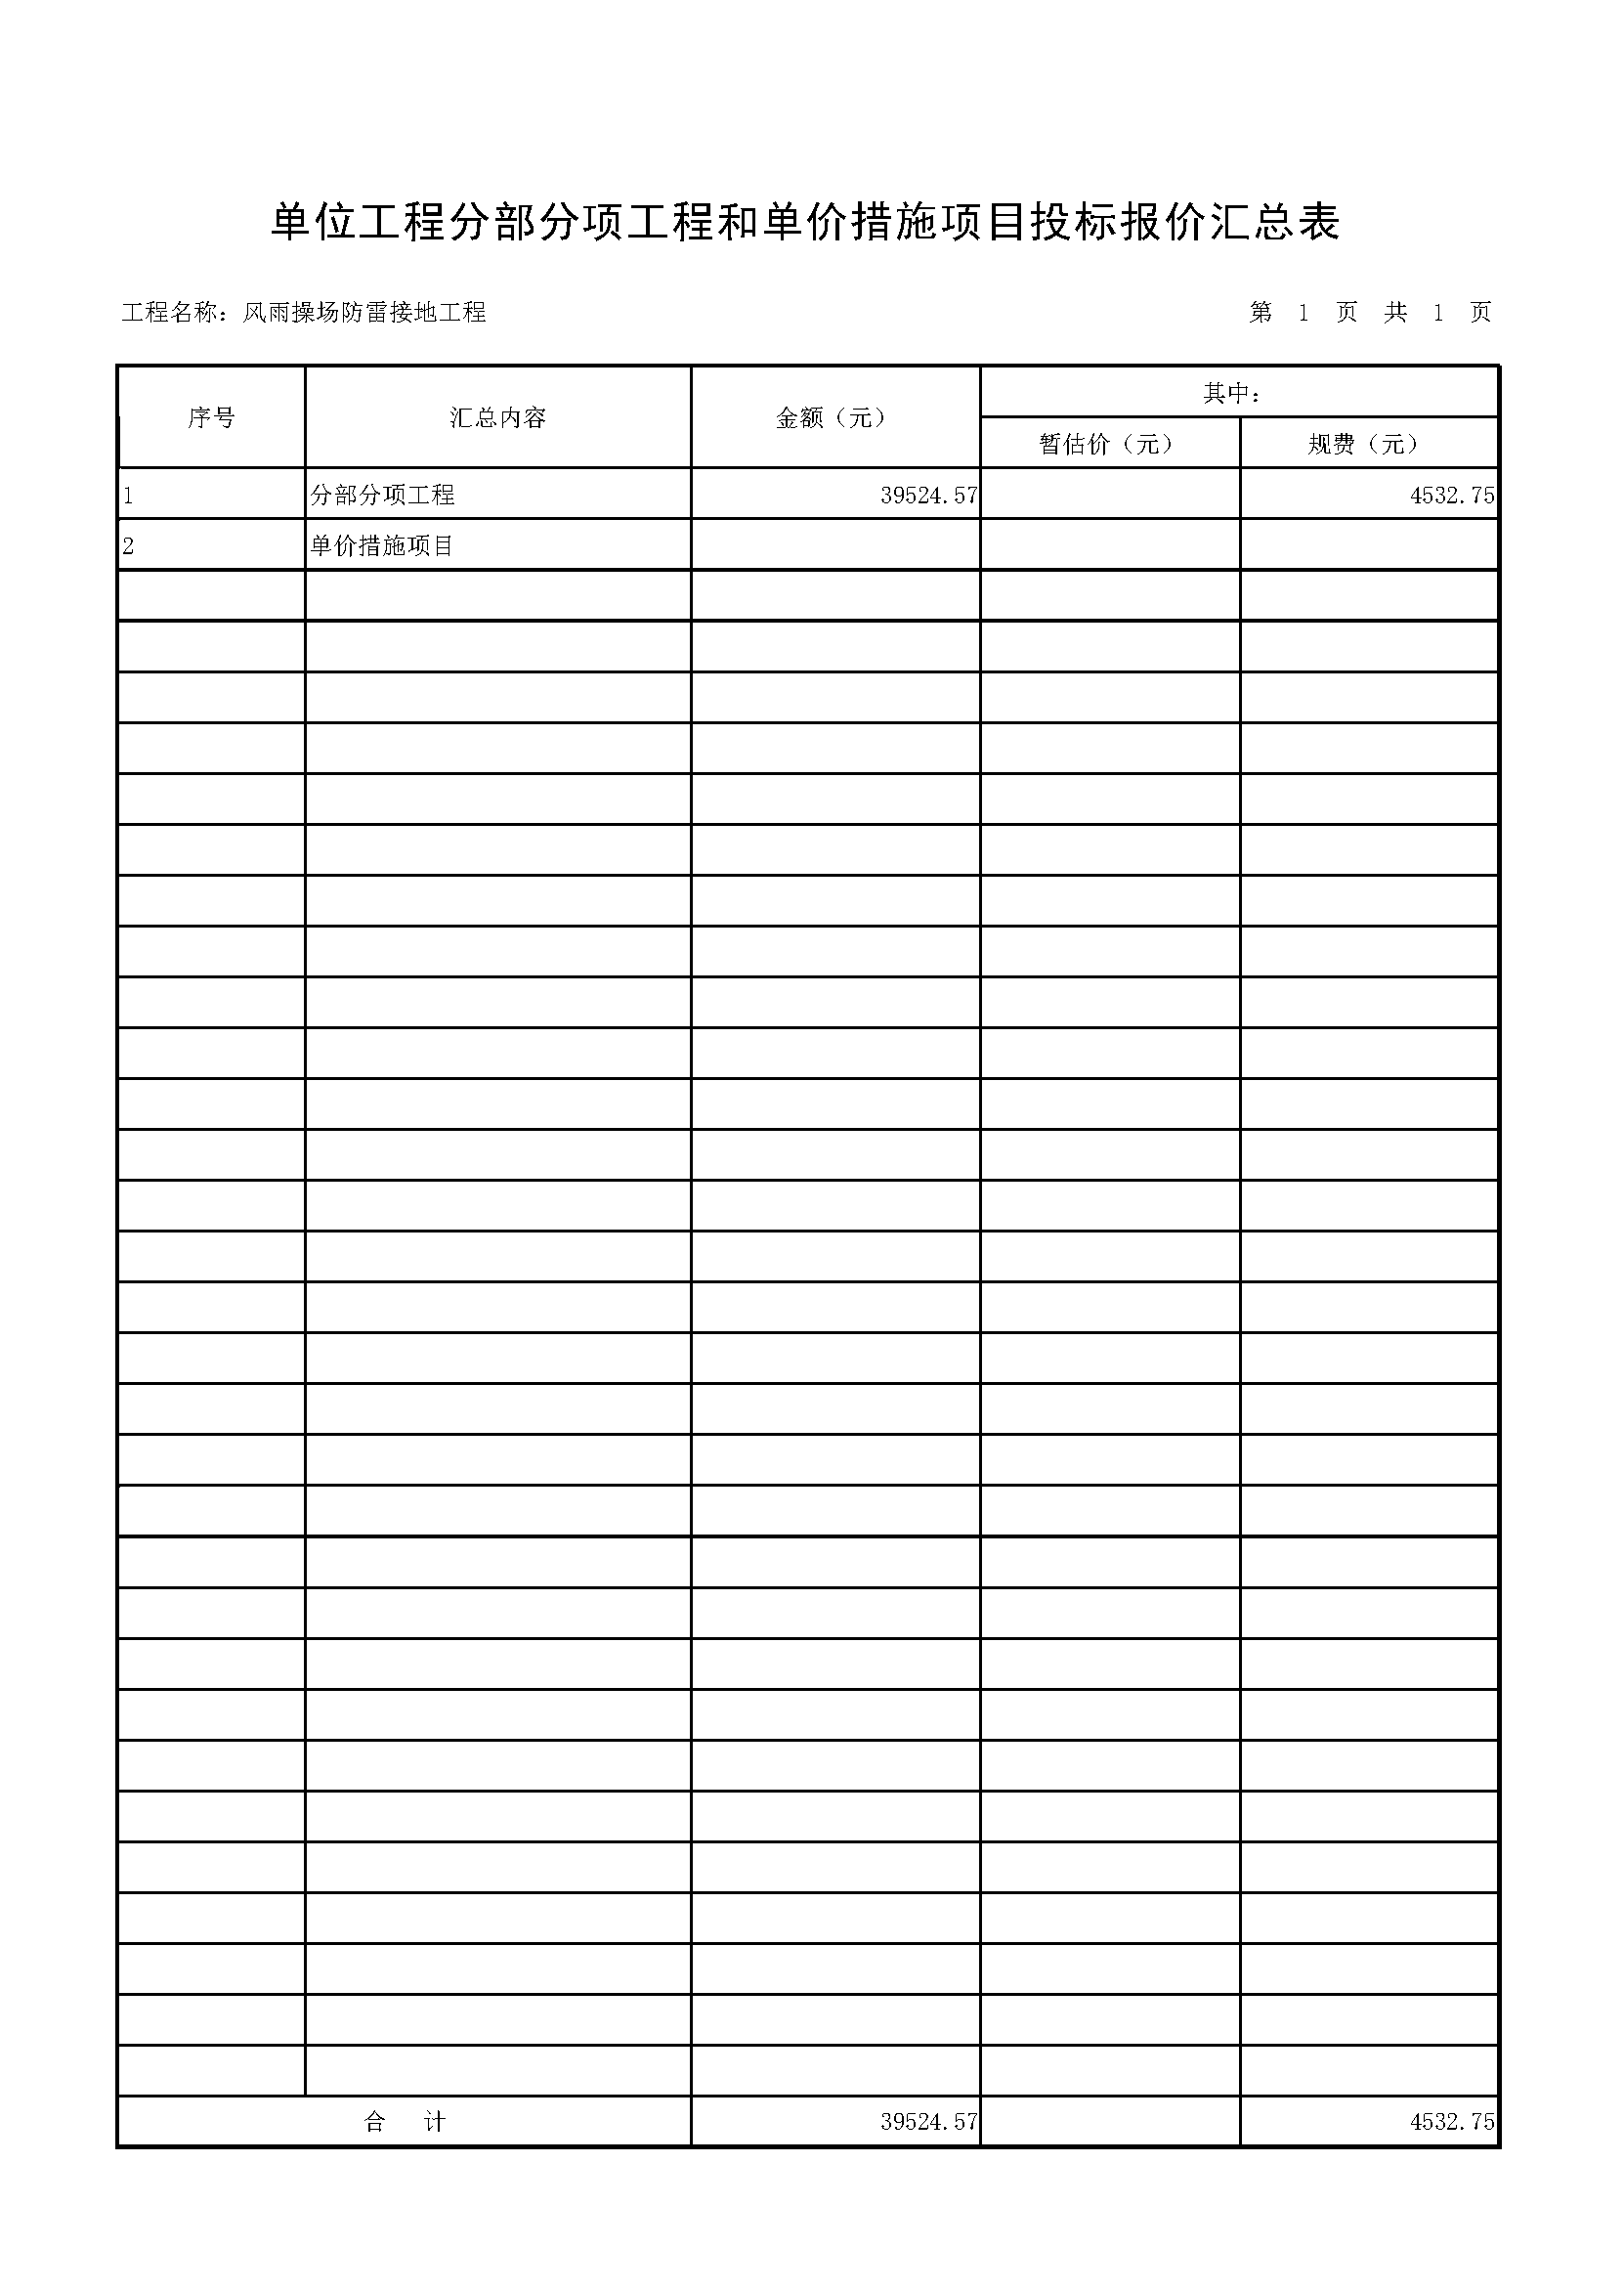 单位工程分部分项工程和单价措施项目投标报价汇总表
工程名称：风雨操场防雷接地工程 第 1 页 共 1 页
序号 汇总内容 金额（元） 其中：
暂估价（元） 规费（元）
1 分部分项工程 39524.57 4532.75
2 单价措施项目
合 计 39524.57 4532.75